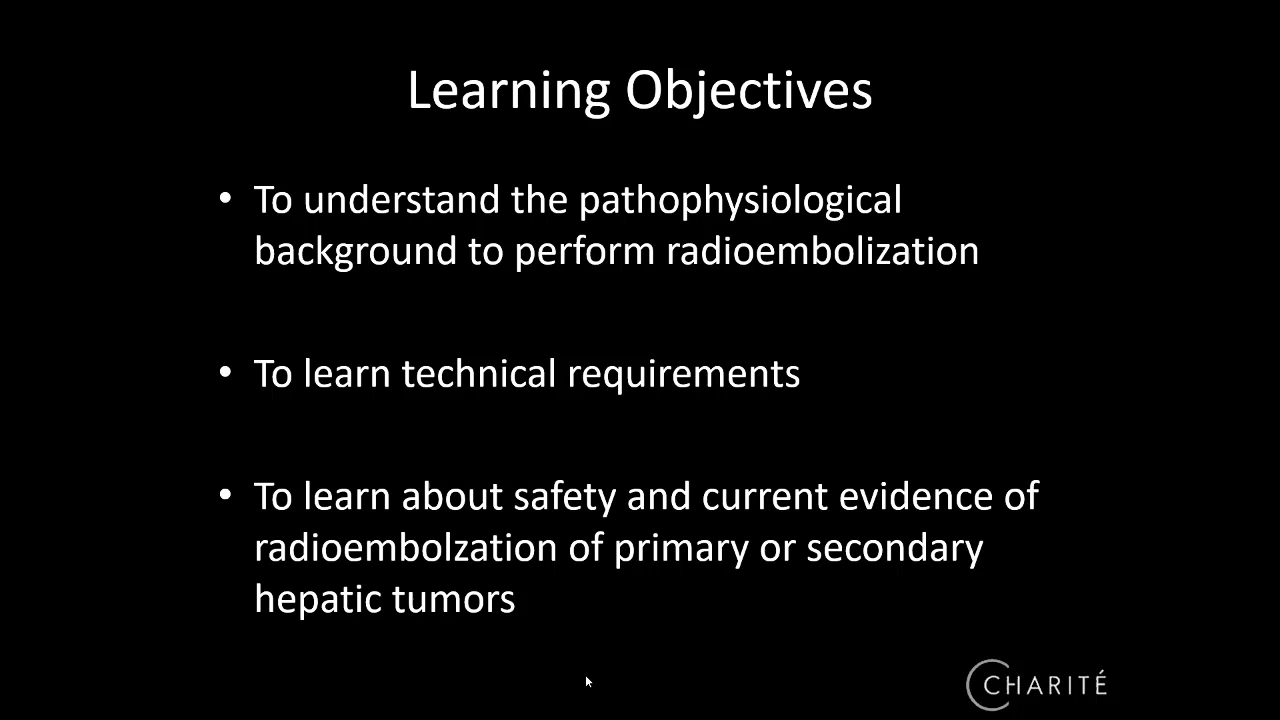 Learning Objectives
• To understand the pathophysiological
background to perform radioembolization
• To learn technical requirements
• To learn about safety and current evidence of
radioembolzation of primary or secondary
hepatic tumors
CHARITÉ